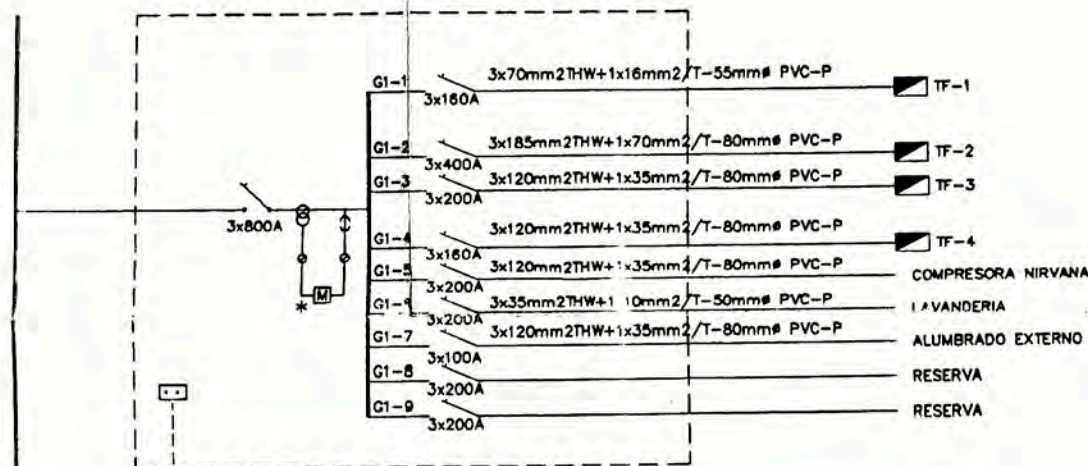 G1-1 3x160A 3x70mm2THW+1x16mm2/T-55mmø PVC-P TF-1
G1-2 3x400A 3x185mm2THW+1x70mm2/T-80mmø PVC-P TF-2
G1-3 3x200A 3x120mm2THW+1x35mm2/T-80mmø PVC-P TF-3
3x800A
G1-4 3x160A 3x120mm2THW+1x35mm2/T-80mmø PVC-P TF-4
G1-5 3x200A 3x120mm2THW+1x35mm2/T-80mmø PVC-P COMPRESORA NIRVANA
3x200A 3x35mm2THW+1 10mm2/T-50mmø PVC-P LAVANDERIA
M
*
G1-7 3x100A 3x120mm2THW+1x35mm2/T-80mmø PVC-P ALUMBRADO EXTERNO
G1-8 3x200A RESERVA
G1-9 3x200A RESERVA